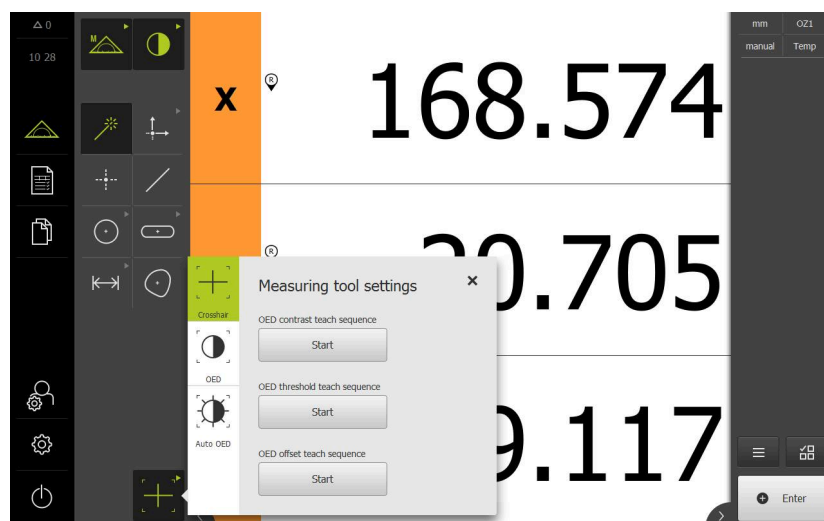 △ 0
10 28
M
X
R
168.574
R
20.705
9.117
mm OZ1
manual Temp
Measuring tool settings ×
Crosshair
OED contrast teach sequence
Start
OED
OED threshold teach sequence
Start
Auto OED
OED offset teach sequence
Start
Enter